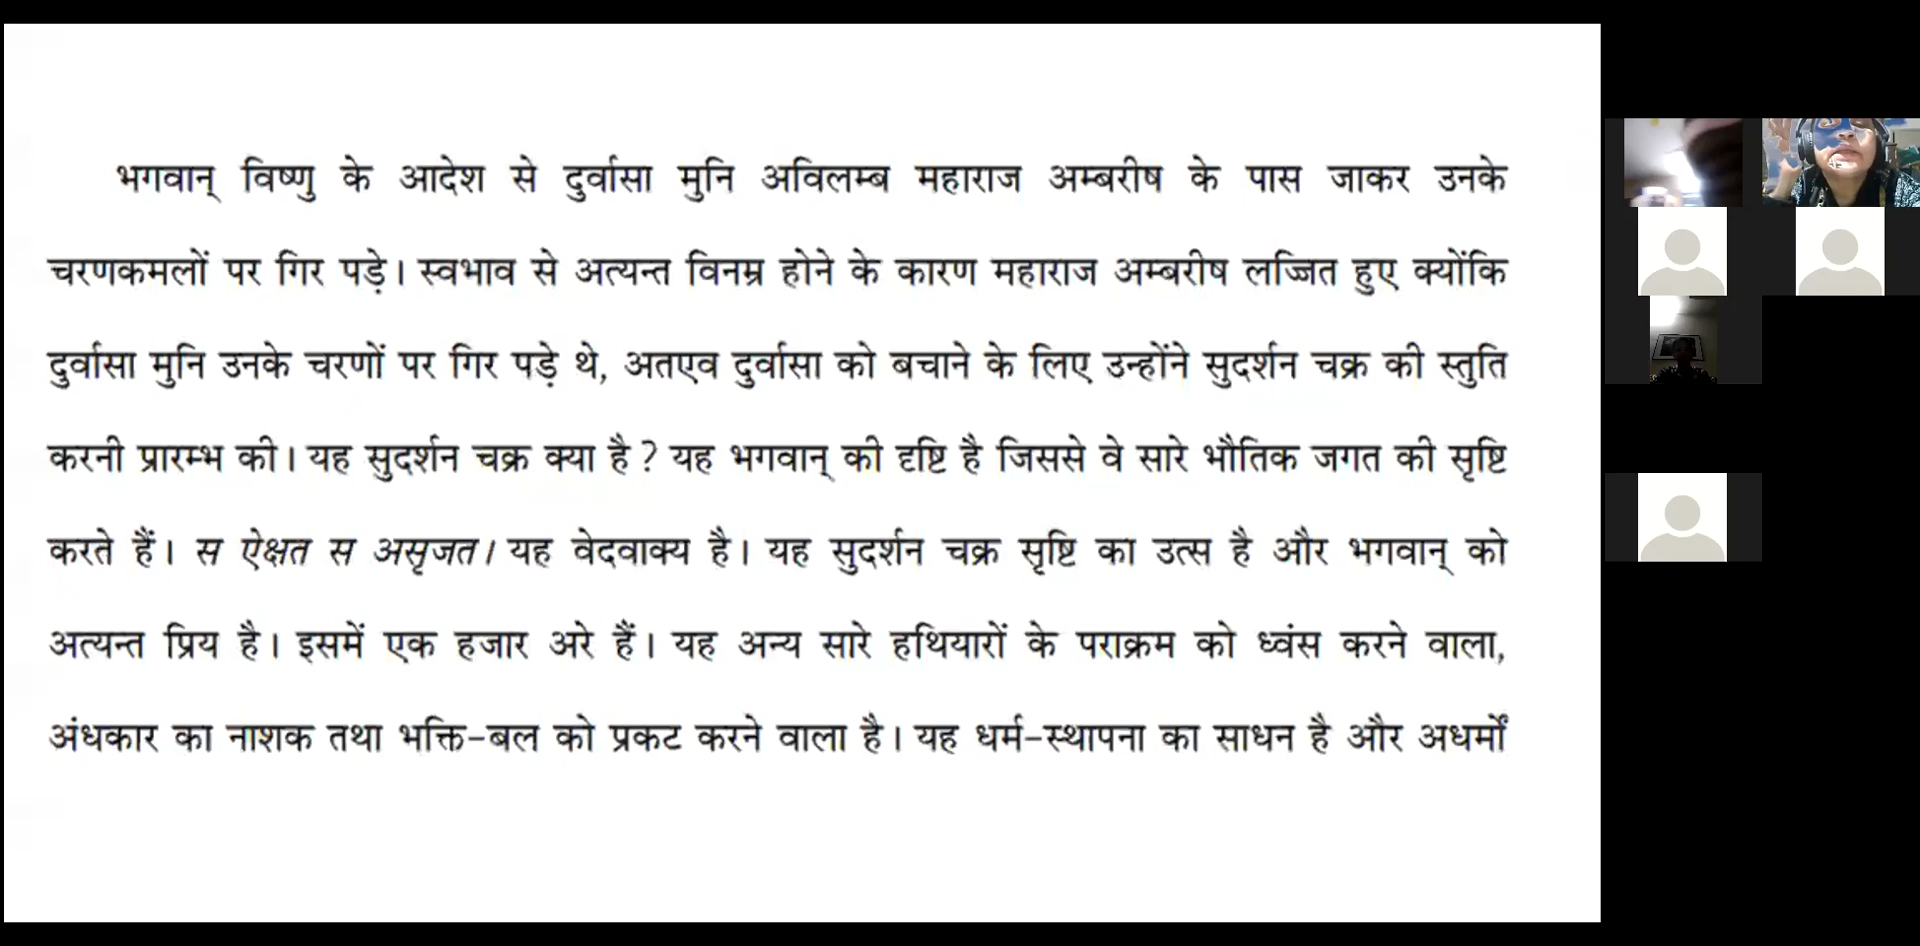 भगवान् विष्णु के आदेश से दुर्वासा मुनि अविलम्ब महाराज अम्बरीष के पास जाकर उनके
चरणकमलों पर गिर पड़े। स्वभाव से अत्यन्त विनम्र होने के कारण महाराज अम्बरीष लज्जित हुए क्योंकि
दुर्वासा मुनि उनके चरणों पर गिर पड़े थे, अतएव दुर्वासा को बचाने के लिए उन्होंने सुदर्शन चक्र की स्तुति
करनी प्रारम्भ की। यह सुदर्शन चक्र क्या है? यह भगवान् की दृष्टि है जिससे वे सारे भौतिक जगत की सृष्टि
करते हैं। स ऐक्षत स असृजत। यह वेदवाक्य है। यह सुदर्शन चक्र सृष्टि का उत्स है और भगवान् को
अत्यन्त प्रिय है। इसमें एक हजार अरे हैं। यह अन्य सारे हथियारों के पराक्रम को ध्वंस करने वाला,
अंधकार का नाशक तथा भक्ति-बल को प्रकट करने वाला है। यह धर्म-स्थापना का साधन है और अधर्मों